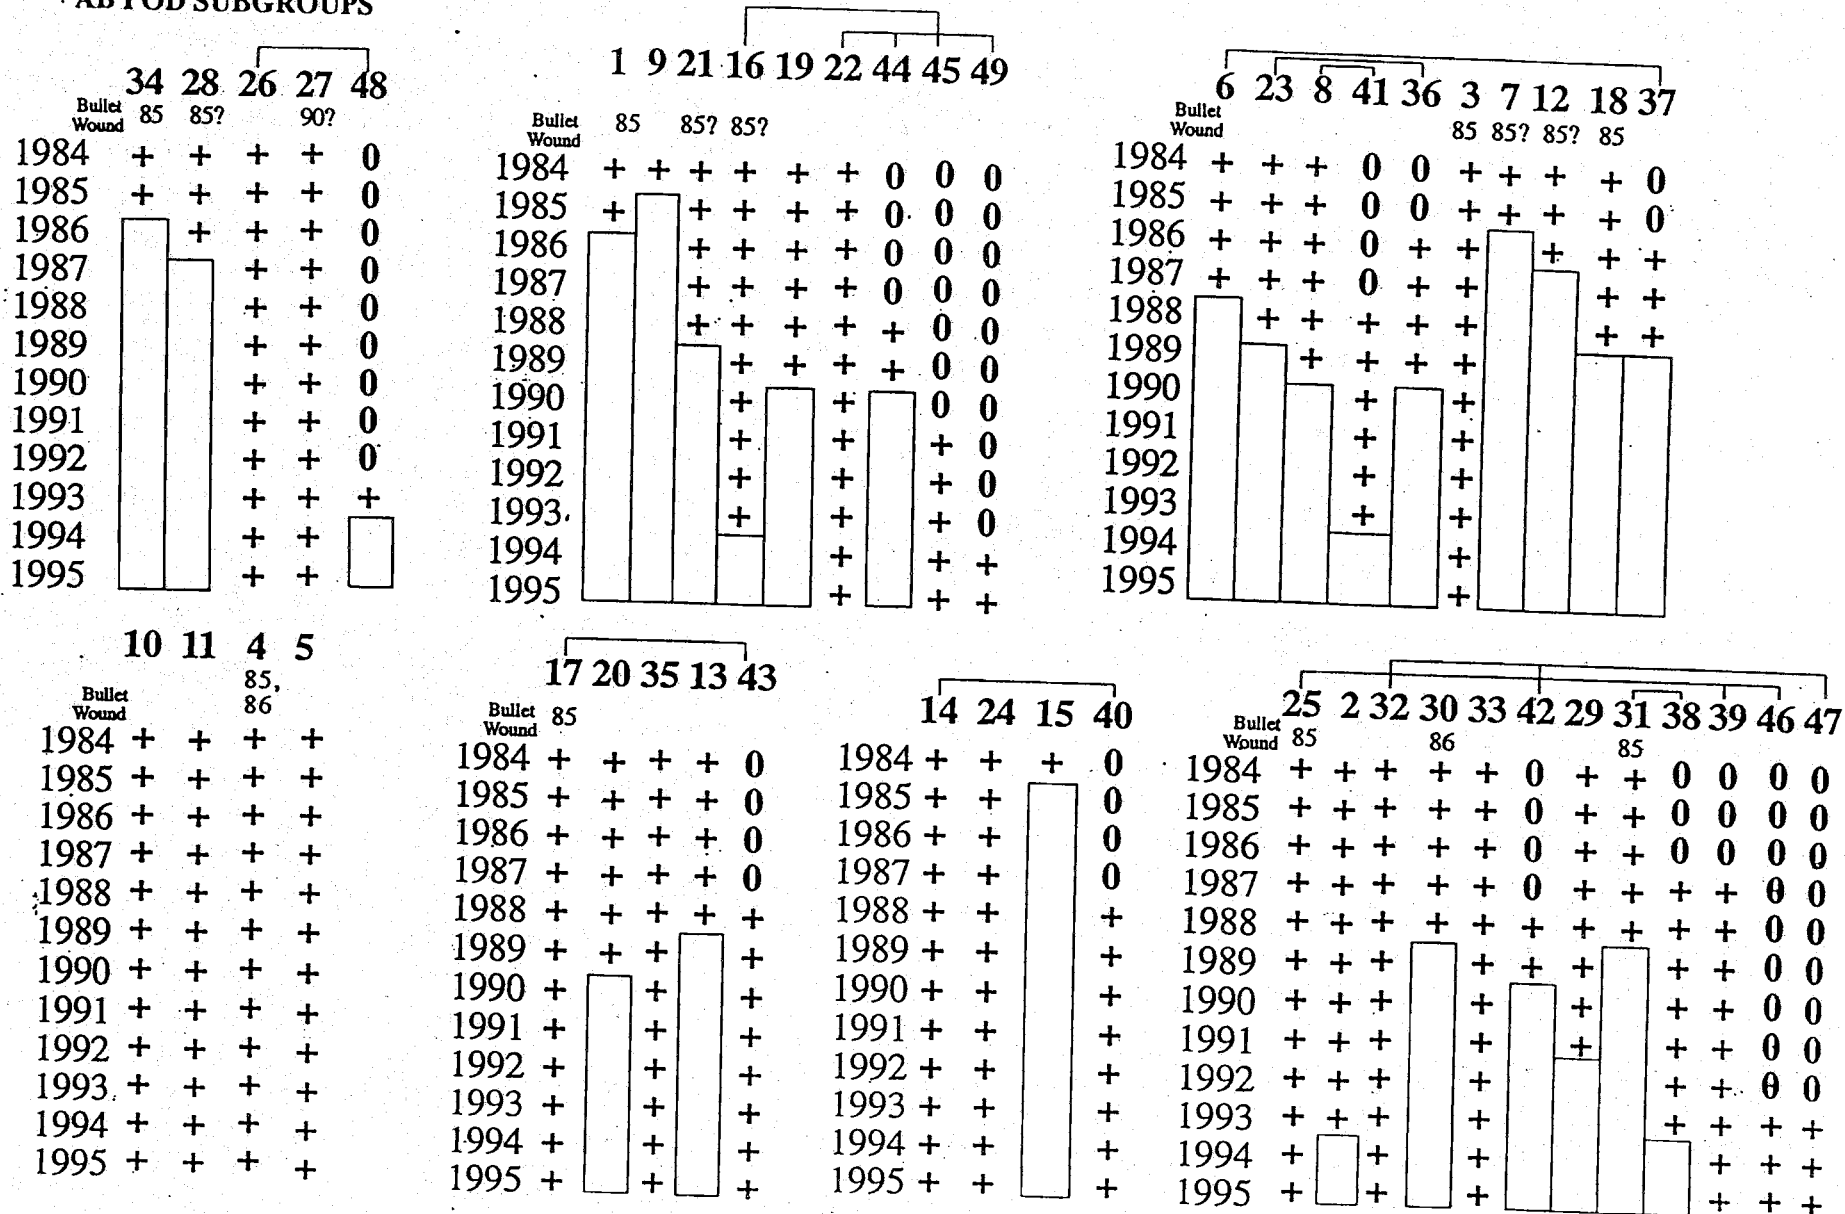 AB POD SUBGROUPS
34 28 26 27 48
Bullet Wound 85 85? 90?
1984 + + + + 0
1985 + + + + 0
1986 + + + 0
1987 + + 0
1988 + + 0
1989 + + 0
1990 + + 0
1991 + + 0
1992 + + 0
1993 + + +
1994 + +
1995 + +
1 9 21 16 19 22 44 45 49
Bullet Wound 85 85? 85?
1984 + + + + + + 0 0 0
1985 + + + + + 0 0 0
1986 + + + + 0 0 0
1987 + + + + 0 0 0
1988 + + + + + 0 0
1989 + + + + 0 0
1990 + + 0 0
1991 + + + 0
1992 + + + 0
1993 + + + 0
1994 + + +
1995 + + +
6 23 8 41 36 3 7 12 18 37
Bullet Wound 85 85? 85? 85
1984 + + + 0 0 + + + + 0
1985 + + + 0 0 + + + + 0
1986 + + + 0 + + + + +
1987 + + + 0 + + + +
1988 + + + + + + +
1989 + + + +
1990 + +
1991 + +
1992 + +
1993 + +
1994 +
1995 +
10 11 4 5
Bullet Wound 85, 86
1984 + + + +
1985 + + + +
1986 + + + +
1987 + + + +
1988 + + + +
1989 + + + +
1990 + + + +
1991 + + + +
1992 + + + +
1993 + + + +
1994 + + + +
1995 + + + +
17 20 35 13 43
Bullet Wound 85
1984 + + + + 0
1985 + + + + 0
1986 + + + + 0
1987 + + + + 0
1988 + + + + +
1989 + + + +
1990 + + +
1991 + + +
1992 + + +
1993 + + +
1994 + + +
1995 + + +
14 24 15 40
1984 + + + 0
1985 + + 0
1986 + + 0
1987 + + 0
1988 + + +
1989 + + +
1990 + + +
1991 + + +
1992 + + +
1993 + + +
1994 + + +
1995 + + +
25 2 32 30 33 42 29 31 38 39 46 47
Bullet Wound 85 86 85
1984 + + + + + 0 + + 0 0 0 0
1985 + + + + + 0 + + 0 0 0 0
1986 + + + + + 0 + + 0 0 0 0
1987 + + + + + 0 + + + + 0 0
1988 + + + + + + + + + + 0 0
1989 + + + + + + + + 0 0
1990 + + + + + + + 0 0
1991 + + + + + + + 0 0
1992 + + + + + + 0 0
1993 + + + + + + + +
1994 + + + + + +
1995 + + + + + +